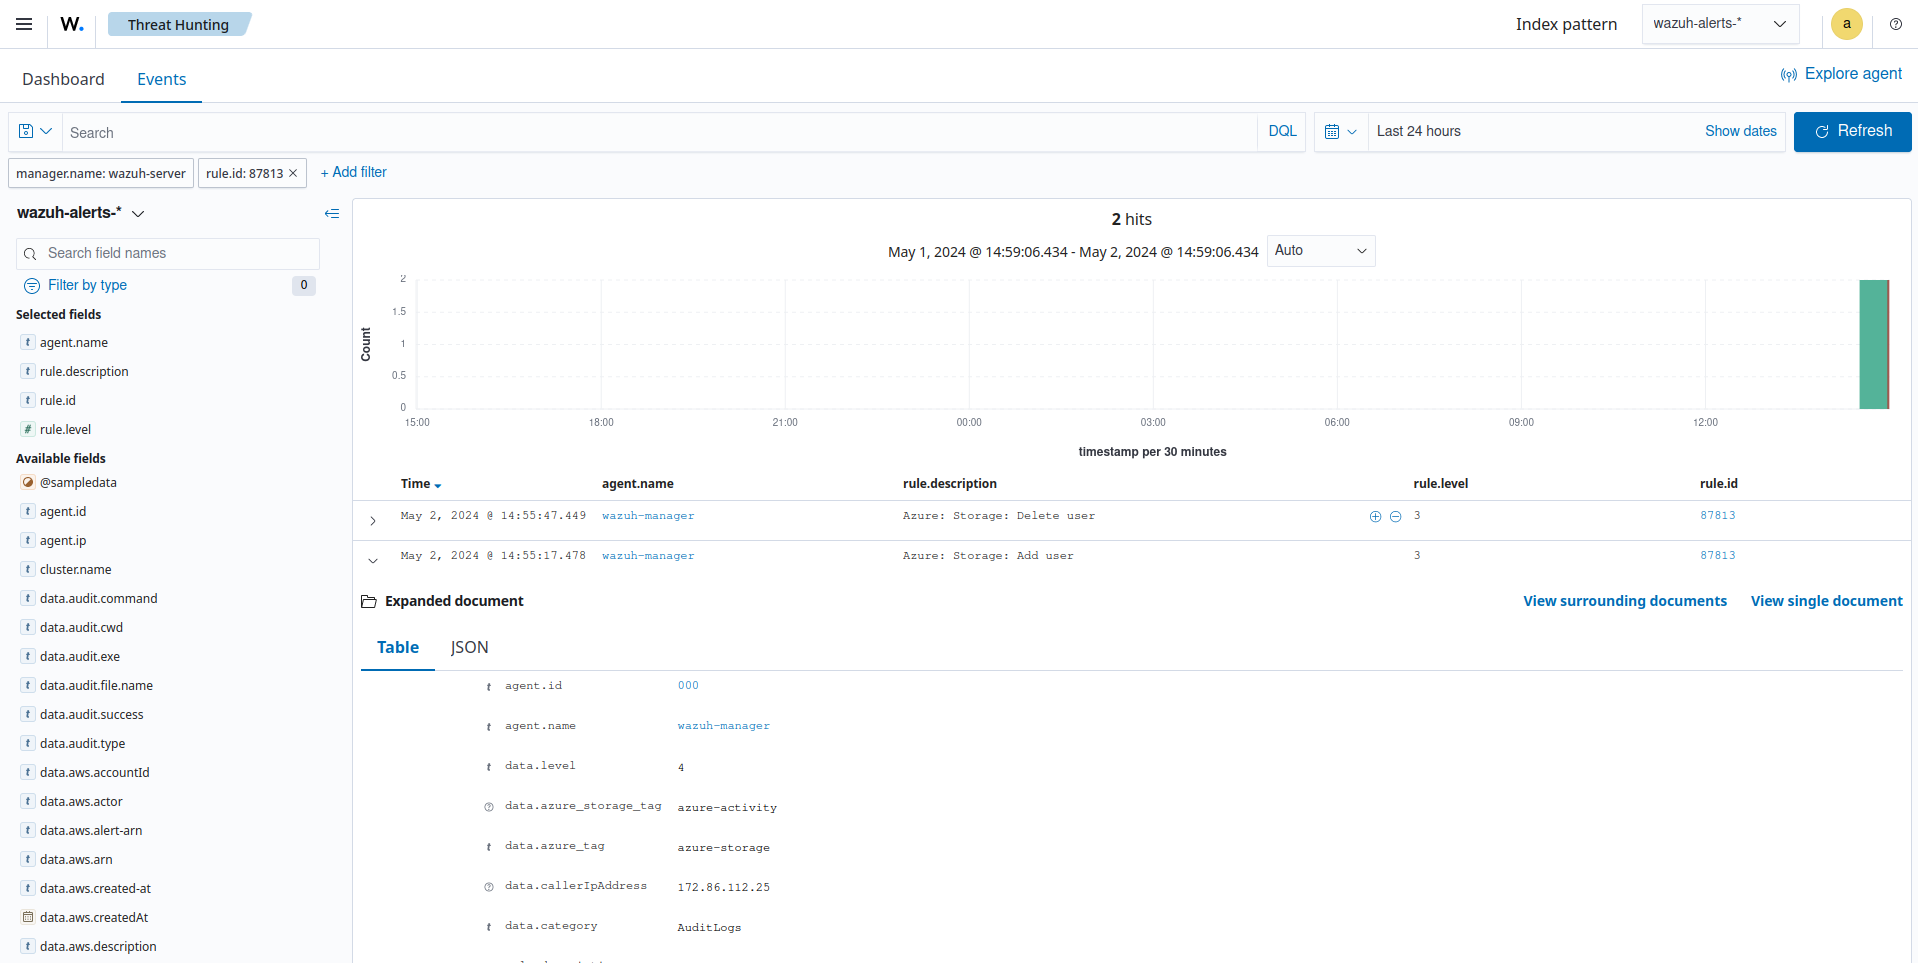 W.
Threat Hunting
Index pattern
wazuh-alerts-*
a
Dashboard
Events
Explore agent
Search
DQL
Last 24 hours
Show dates
Refresh
manager.name: wazuh-server
rule.id: 87813
+ Add filter
wazuh-alerts-*
Search field names
Filter by type
0
Selected fields
t agent.name
t rule.description
t rule.id
# rule.level
Available fields
@sampledata
t agent.id
t agent.ip
t cluster.name
t data.audit.command
t data.audit.cwd
t data.audit.exe
t data.audit.file.name
t data.audit.success
t data.audit.type
t data.aws.accountId
t data.aws.actor
t data.aws.alert-arn
t data.aws.arn
t data.aws.created-at
data.aws.createdAt
t data.aws.description
2 hits
May 1, 2024 @ 14:59:06.434 - May 2, 2024 @ 14:59:06.434
Auto
Count
2
1.5
1
0.5
0
15:00 18:00 21:00 00:00 03:00 06:00 09:00 12:00
timestamp per 30 minutes
Time agent.name rule.description rule.level rule.id
May 2, 2024 @ 14:55:47.449 wazuh-manager Azure: Storage: Delete user 3 87813
May 2, 2024 @ 14:55:17.478 wazuh-manager Azure: Storage: Add user 3 87813
Expanded document
View surrounding documents
View single document
Table
JSON
t agent.id 000
t agent.name wazuh-manager
t data.level 4
data.azure_storage_tag azure-activity
t data.azure_tag azure-storage
data.callerIpAddress 172.86.112.25
t data.category AuditLogs